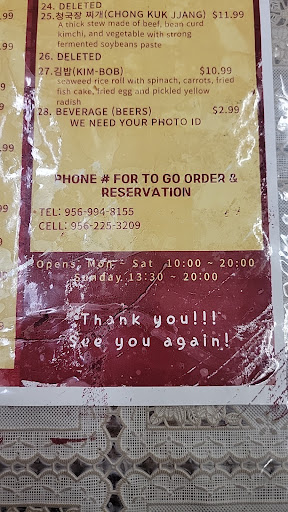 24. DELETED
25.청국장 찌개(CHONG KUK JJANG) $11.99
A thick stew made of beef, bean curd
kimchi, and vegetable with strong
fermented soybeans paste
26. DELETED
27.김밥(KIM-BOB) $10.99
seaweed rice roll with spinach, carrots, fried
fish cake, fried egg and pickled yellow
radish
28. BEVERAGE (BEERS) $2.99
WE NEED YOUR PHOTO ID
PHONE # FOR TO GO ORDER &
RESERVATION
TEL: 956-994-8155
CELL: 956-225-3209
Opens, Mon - Sat 10:00 ~ 20:00
Sunday 13:30 ~ 20:00
Thank you!!!
See you again!